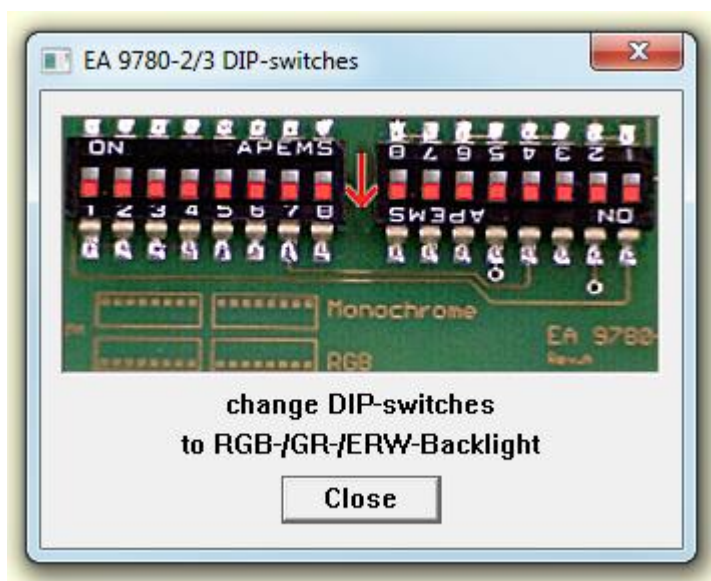 EA 9780-2/3 DIP-switches
ON APEMS
1 2 3 4 5 6 7 8
8 7 6 5 4 3 2 1
APEMS ON
Monochrome
EA 9780-
RGB
Rev.A
change DIP-switches
to RGB-/GR-/ERW-Backlight
Close